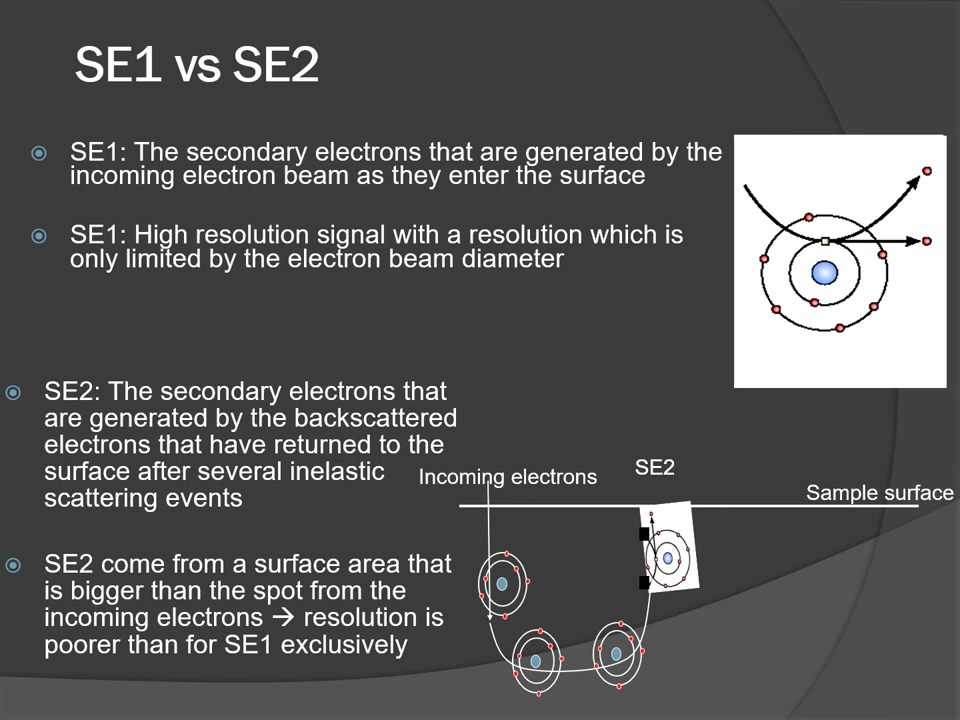 SE1 vs SE2
SE1: The secondary electrons that are generated by the
incoming electron beam as they enter the surface
SE1: High resolution signal with a resolution which is
only limited by the electron beam diameter
SE2: The secondary electrons that
are generated by the backscattered
electrons that have returned to the
surface after several inelastic
scattering events
SE2 come from a surface area that
is bigger than the spot from the
incoming electrons → resolution is
poorer than for SE1 exclusively
Incoming electrons
SE2
Sample surface